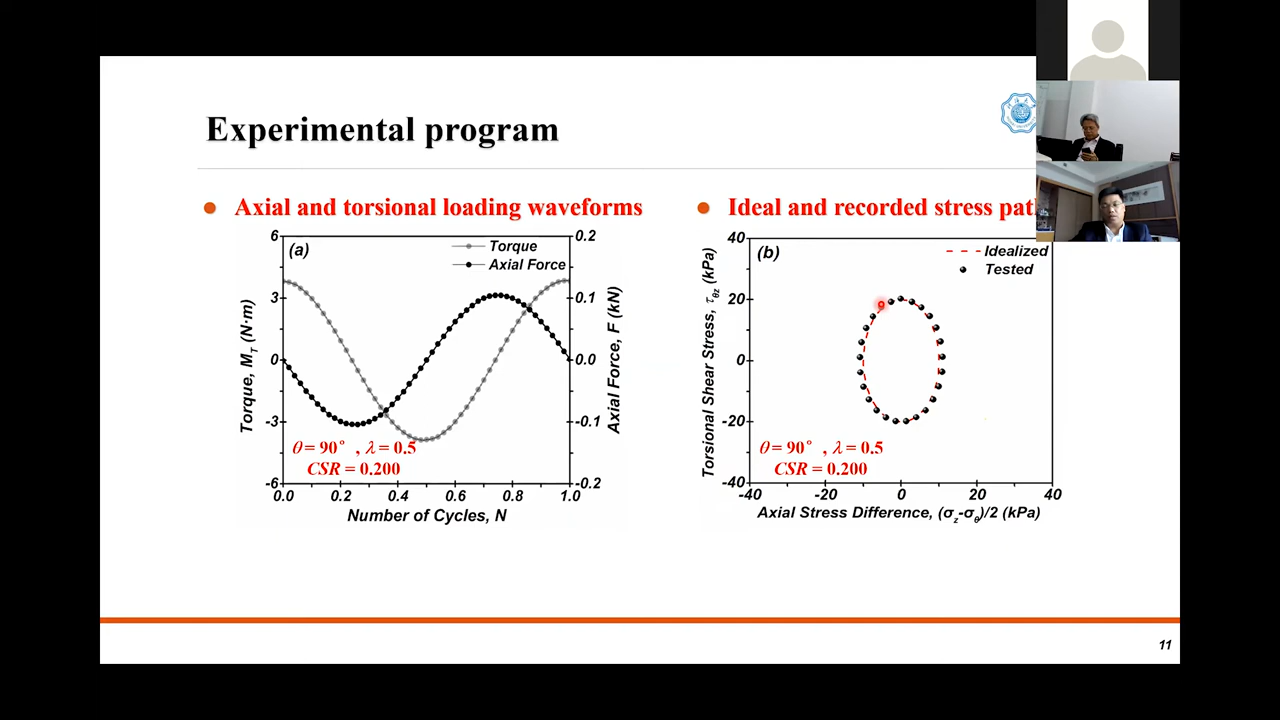 Experimental program
Axial and torsional loading waveforms
(a)
Torque
Axial Force
6
3
0
-3
-6
0.2
0.1
0.0
-0.1
-0.2
Torque, M_T (N·m)
Axial Force, F (kN)
θ = 90° , λ = 0.5
CSR = 0.200
0.0 0.2 0.4 0.6 0.8 1.0
Number of Cycles, N
Ideal and recorded stress pat
(b)
Idealized
Tested
40
20
0
-20
-40
Torsional Shear Stress, τ_θz (kPa)
θ = 90° , λ = 0.5
CSR = 0.200
-40 -20 0 20 40
Axial Stress Difference, (σ_z-σ_θ)/2 (kPa)
11